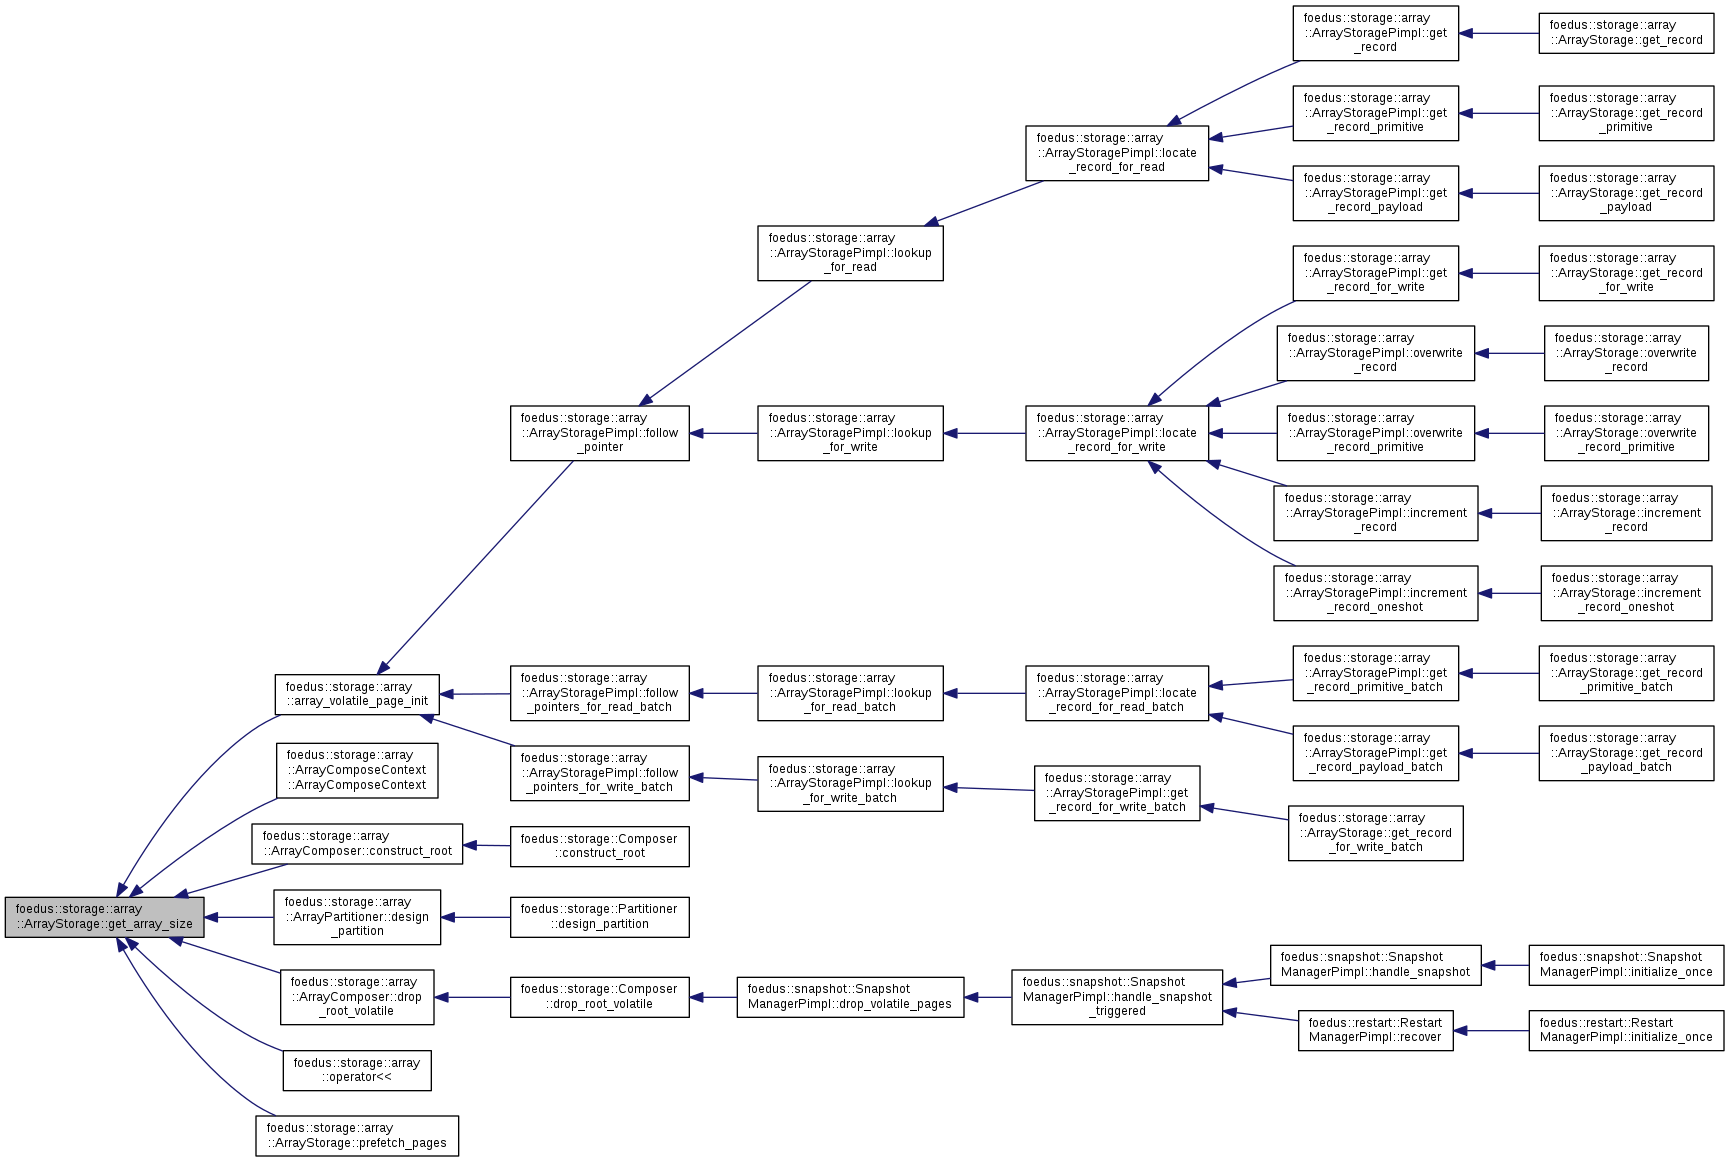 foedus::storage::array
::ArrayStorage::get_array_size
foedus::storage::array
::array_volatile_page_init
foedus::storage::array
::ArrayComposeContext
::ArrayComposeContext
foedus::storage::array
::ArrayComposer::construct_root
foedus::storage::array
::ArrayPartitioner::design
_partition
foedus::storage::array
::ArrayComposer::drop
_root_volatile
foedus::storage::array
::operator<<
foedus::storage::array
::ArrayStorage::prefetch_pages
foedus::storage::array
::ArrayStoragePimpl::follow
_pointer
foedus::storage::array
::ArrayStoragePimpl::follow
_pointers_for_read_batch
foedus::storage::array
::ArrayStoragePimpl::follow
_pointers_for_write_batch
foedus::storage::Composer
::construct_root
foedus::storage::Partitioner
::design_partition
foedus::storage::Composer
::drop_root_volatile
foedus::storage::array
::ArrayStoragePimpl::lookup
_for_read
foedus::storage::array
::ArrayStoragePimpl::lookup
_for_write
foedus::storage::array
::ArrayStoragePimpl::lookup
_for_read_batch
foedus::storage::array
::ArrayStoragePimpl::lookup
_for_write_batch
foedus::snapshot::Snapshot
ManagerPimpl::drop_volatile_pages
foedus::storage::array
::ArrayStoragePimpl::locate
_record_for_read
foedus::storage::array
::ArrayStoragePimpl::locate
_record_for_write
foedus::storage::array
::ArrayStoragePimpl::locate
_record_for_read_batch
foedus::storage::array
::ArrayStoragePimpl::get
_record_for_write_batch
foedus::snapshot::Snapshot
ManagerPimpl::handle_snapshot
_triggered
foedus::storage::array
::ArrayStoragePimpl::get
_record
foedus::storage::array
::ArrayStoragePimpl::get
_record_primitive
foedus::storage::array
::ArrayStoragePimpl::get
_record_payload
foedus::storage::array
::ArrayStoragePimpl::get
_record_for_write
foedus::storage::array
::ArrayStoragePimpl::overwrite
_record
foedus::storage::array
::ArrayStoragePimpl::overwrite
_record_primitive
foedus::storage::array
::ArrayStoragePimpl::increment
_record
foedus::storage::array
::ArrayStoragePimpl::increment
_record_oneshot
foedus::storage::array
::ArrayStoragePimpl::get
_record_primitive_batch
foedus::storage::array
::ArrayStoragePimpl::get
_record_payload_batch
foedus::storage::array
::ArrayStorage::get_record
_for_write_batch
foedus::snapshot::Snapshot
ManagerPimpl::handle_snapshot
foedus::restart::Restart
ManagerPimpl::recover
foedus::storage::array
::ArrayStorage::get_record
foedus::storage::array
::ArrayStorage::get_record
_primitive
foedus::storage::array
::ArrayStorage::get_record
_payload
foedus::storage::array
::ArrayStorage::get_record
_for_write
foedus::storage::array
::ArrayStorage::overwrite
_record
foedus::storage::array
::ArrayStorage::overwrite
_record_primitive
foedus::storage::array
::ArrayStorage::increment
_record
foedus::storage::array
::ArrayStorage::increment
_record_oneshot
foedus::storage::array
::ArrayStorage::get_record
_primitive_batch
foedus::storage::array
::ArrayStorage::get_record
_payload_batch
foedus::snapshot::Snapshot
ManagerPimpl::initialize_once
foedus::restart::Restart
ManagerPimpl::initialize_once